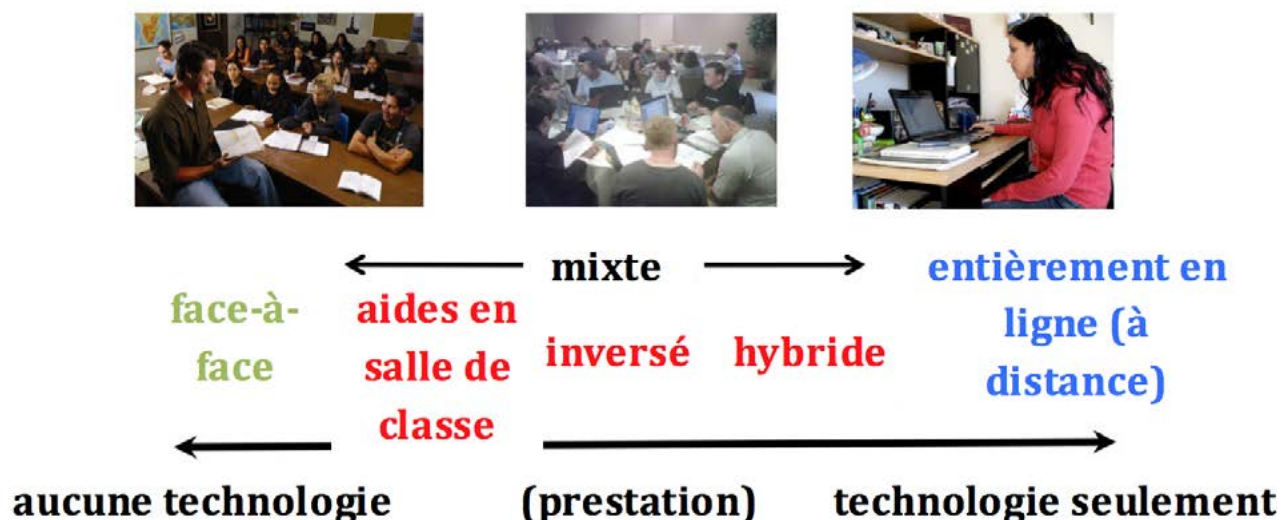 mixte
face-à-
face
aides en
salle de
classe
inversé
hybride
entièrement en
ligne (à
distance)
aucune technologie
(prestation)
technologie seulement